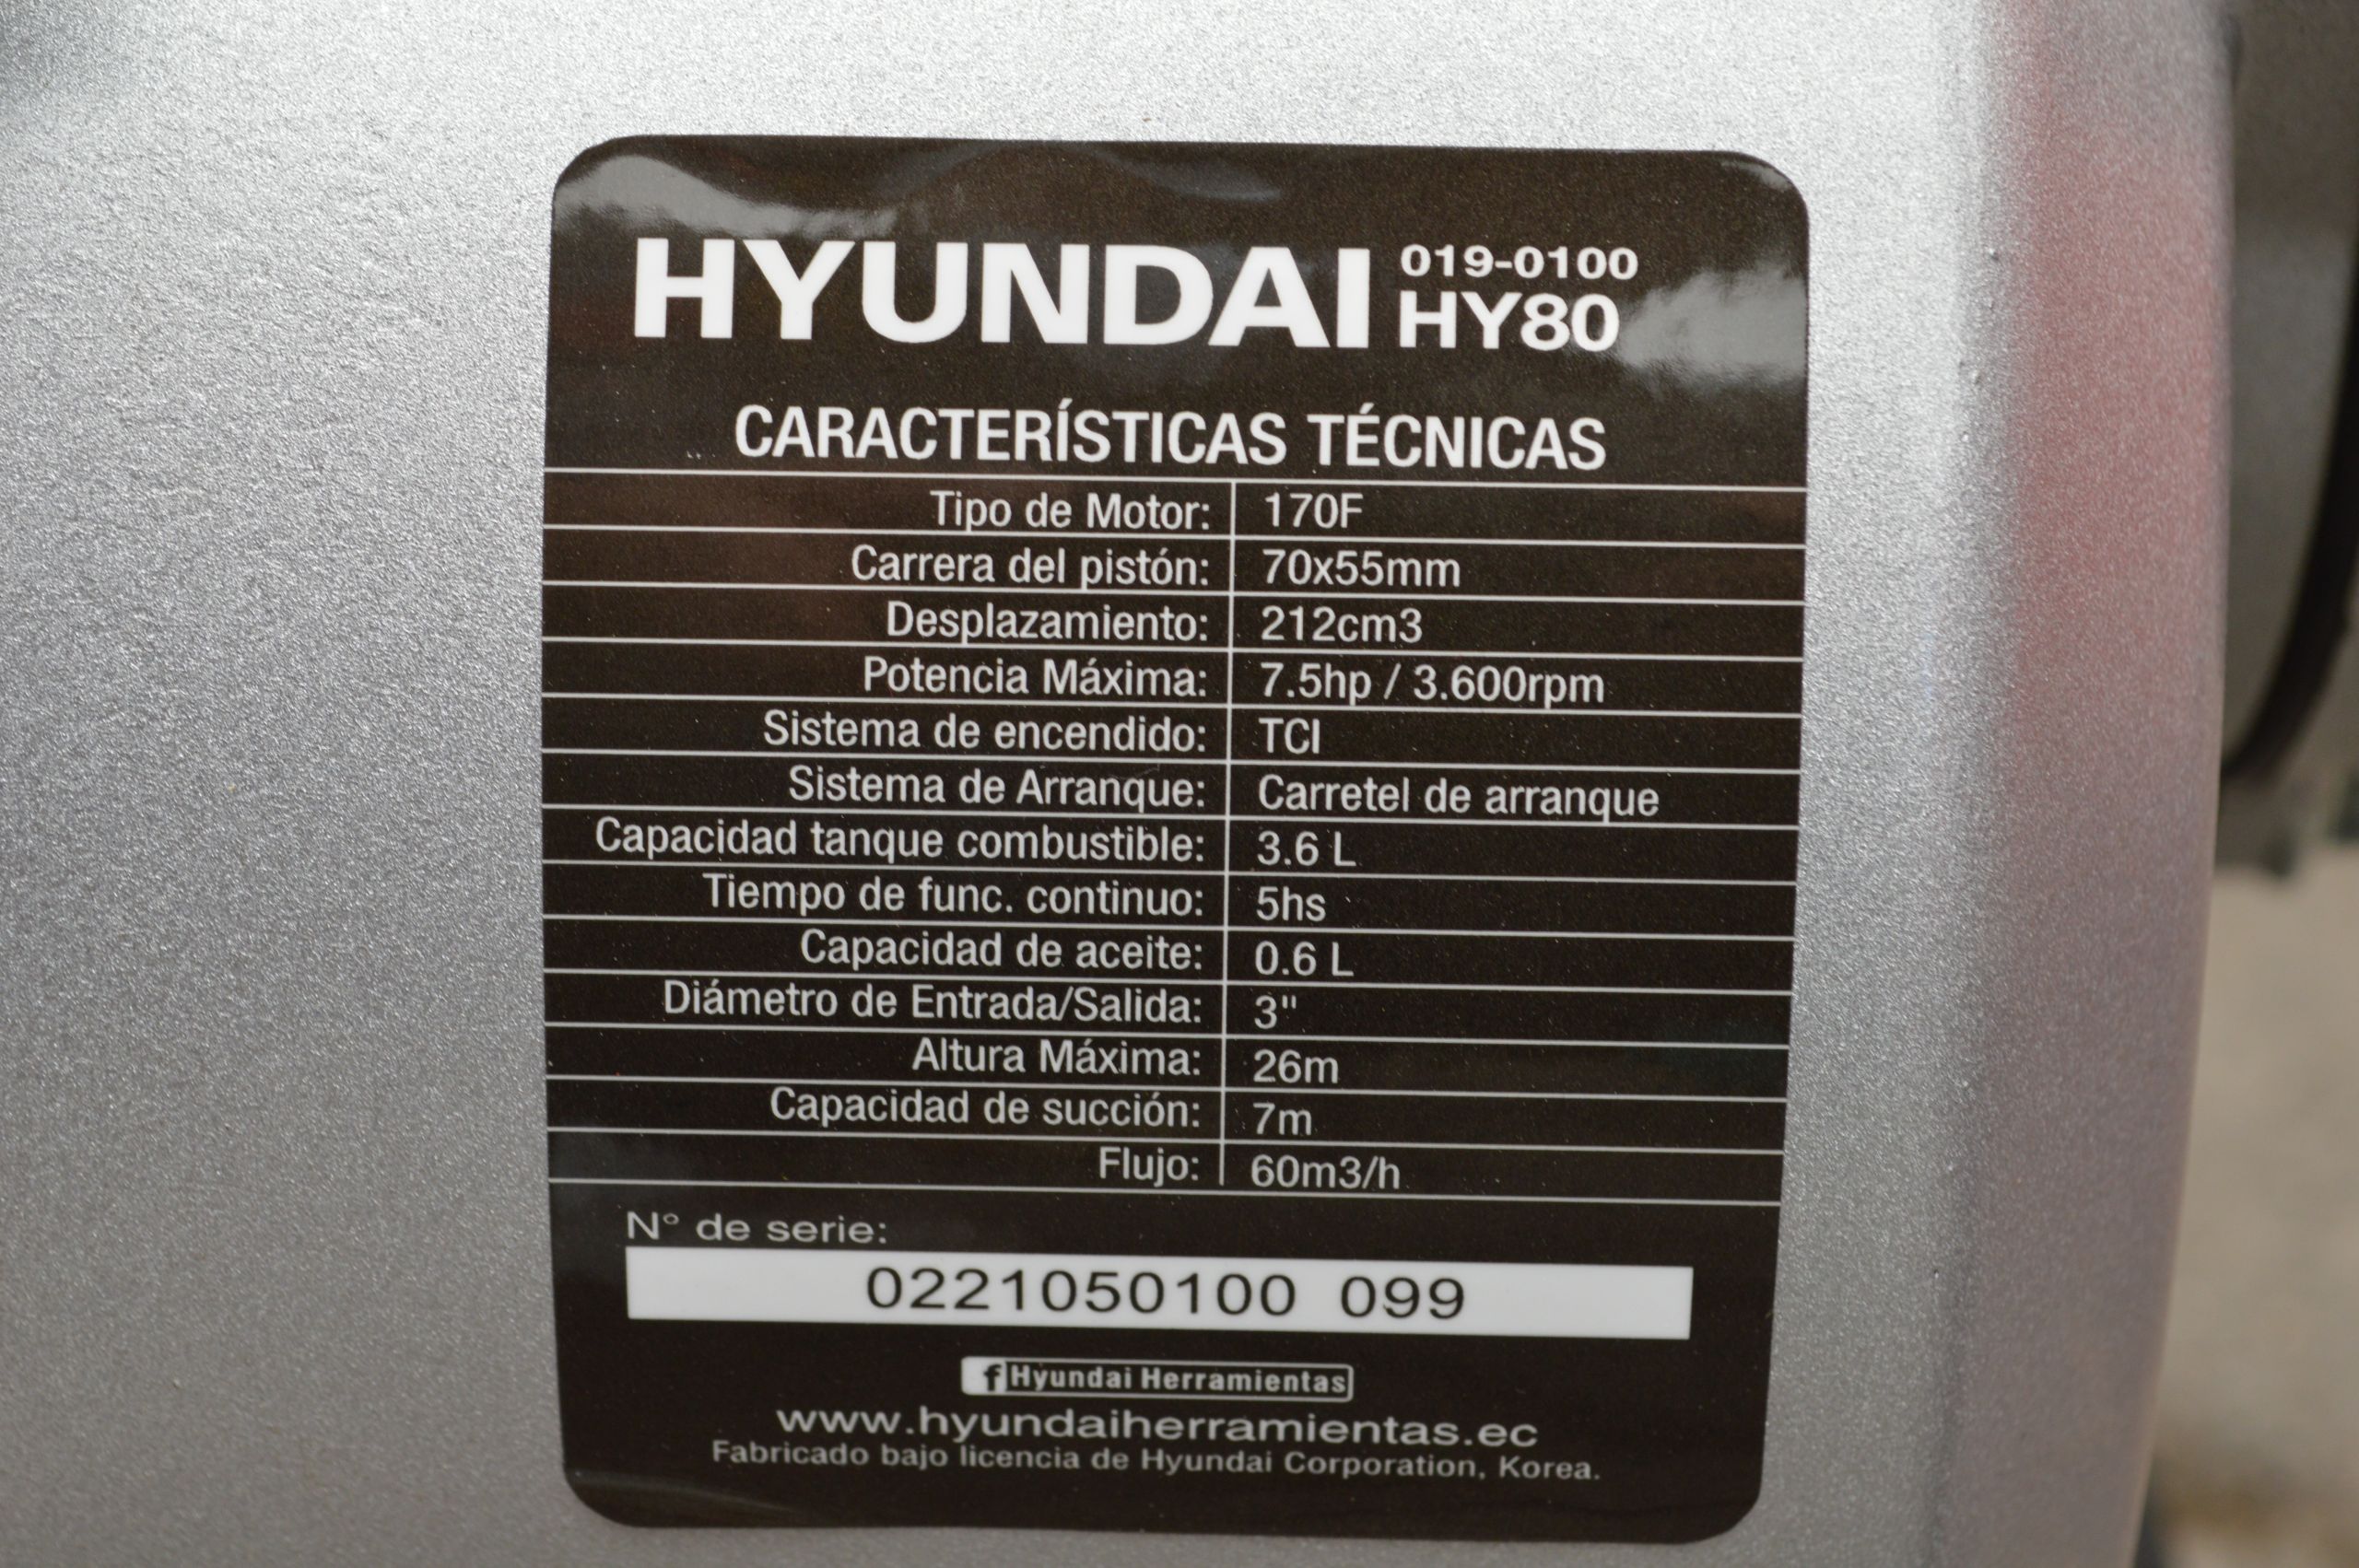 HYUNDAI 019-0100
HY80
CARACTERÍSTICAS TÉCNICAS
Tipo de Motor: 170F
Carrera del pistón: 70x55mm
Desplazamiento: 212cm3
Potencia Máxima: 7.5hp / 3.600rpm
Sistema de encendido: TCI
Sistema de Arranque: Carretel de arranque
Capacidad tanque combustible: 3.6 L
Tiempo de func. continuo: 5hs
Capacidad de aceite: 0.6 L
Diámetro de Entrada/Salida: 3"
Altura Máxima: 26m
Capacidad de succión: 7m
Flujo: 60m3/h
N° de serie:
0221050100 099
f Hyundai Herramientas
www.hyundaiherramientas.ec
Fabricado bajo licencia de Hyundai Corporation, Korea.